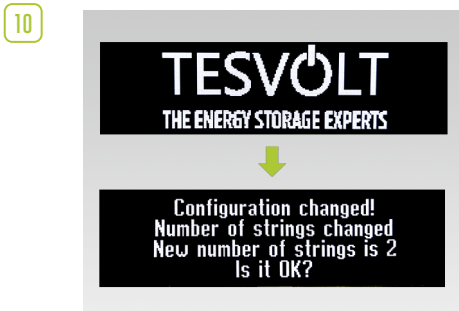 10
TESVOLT
THE ENERGY STORAGE EXPERTS
Configuration changed!
Number of strings changed
New number of strings is 2
Is it OK?